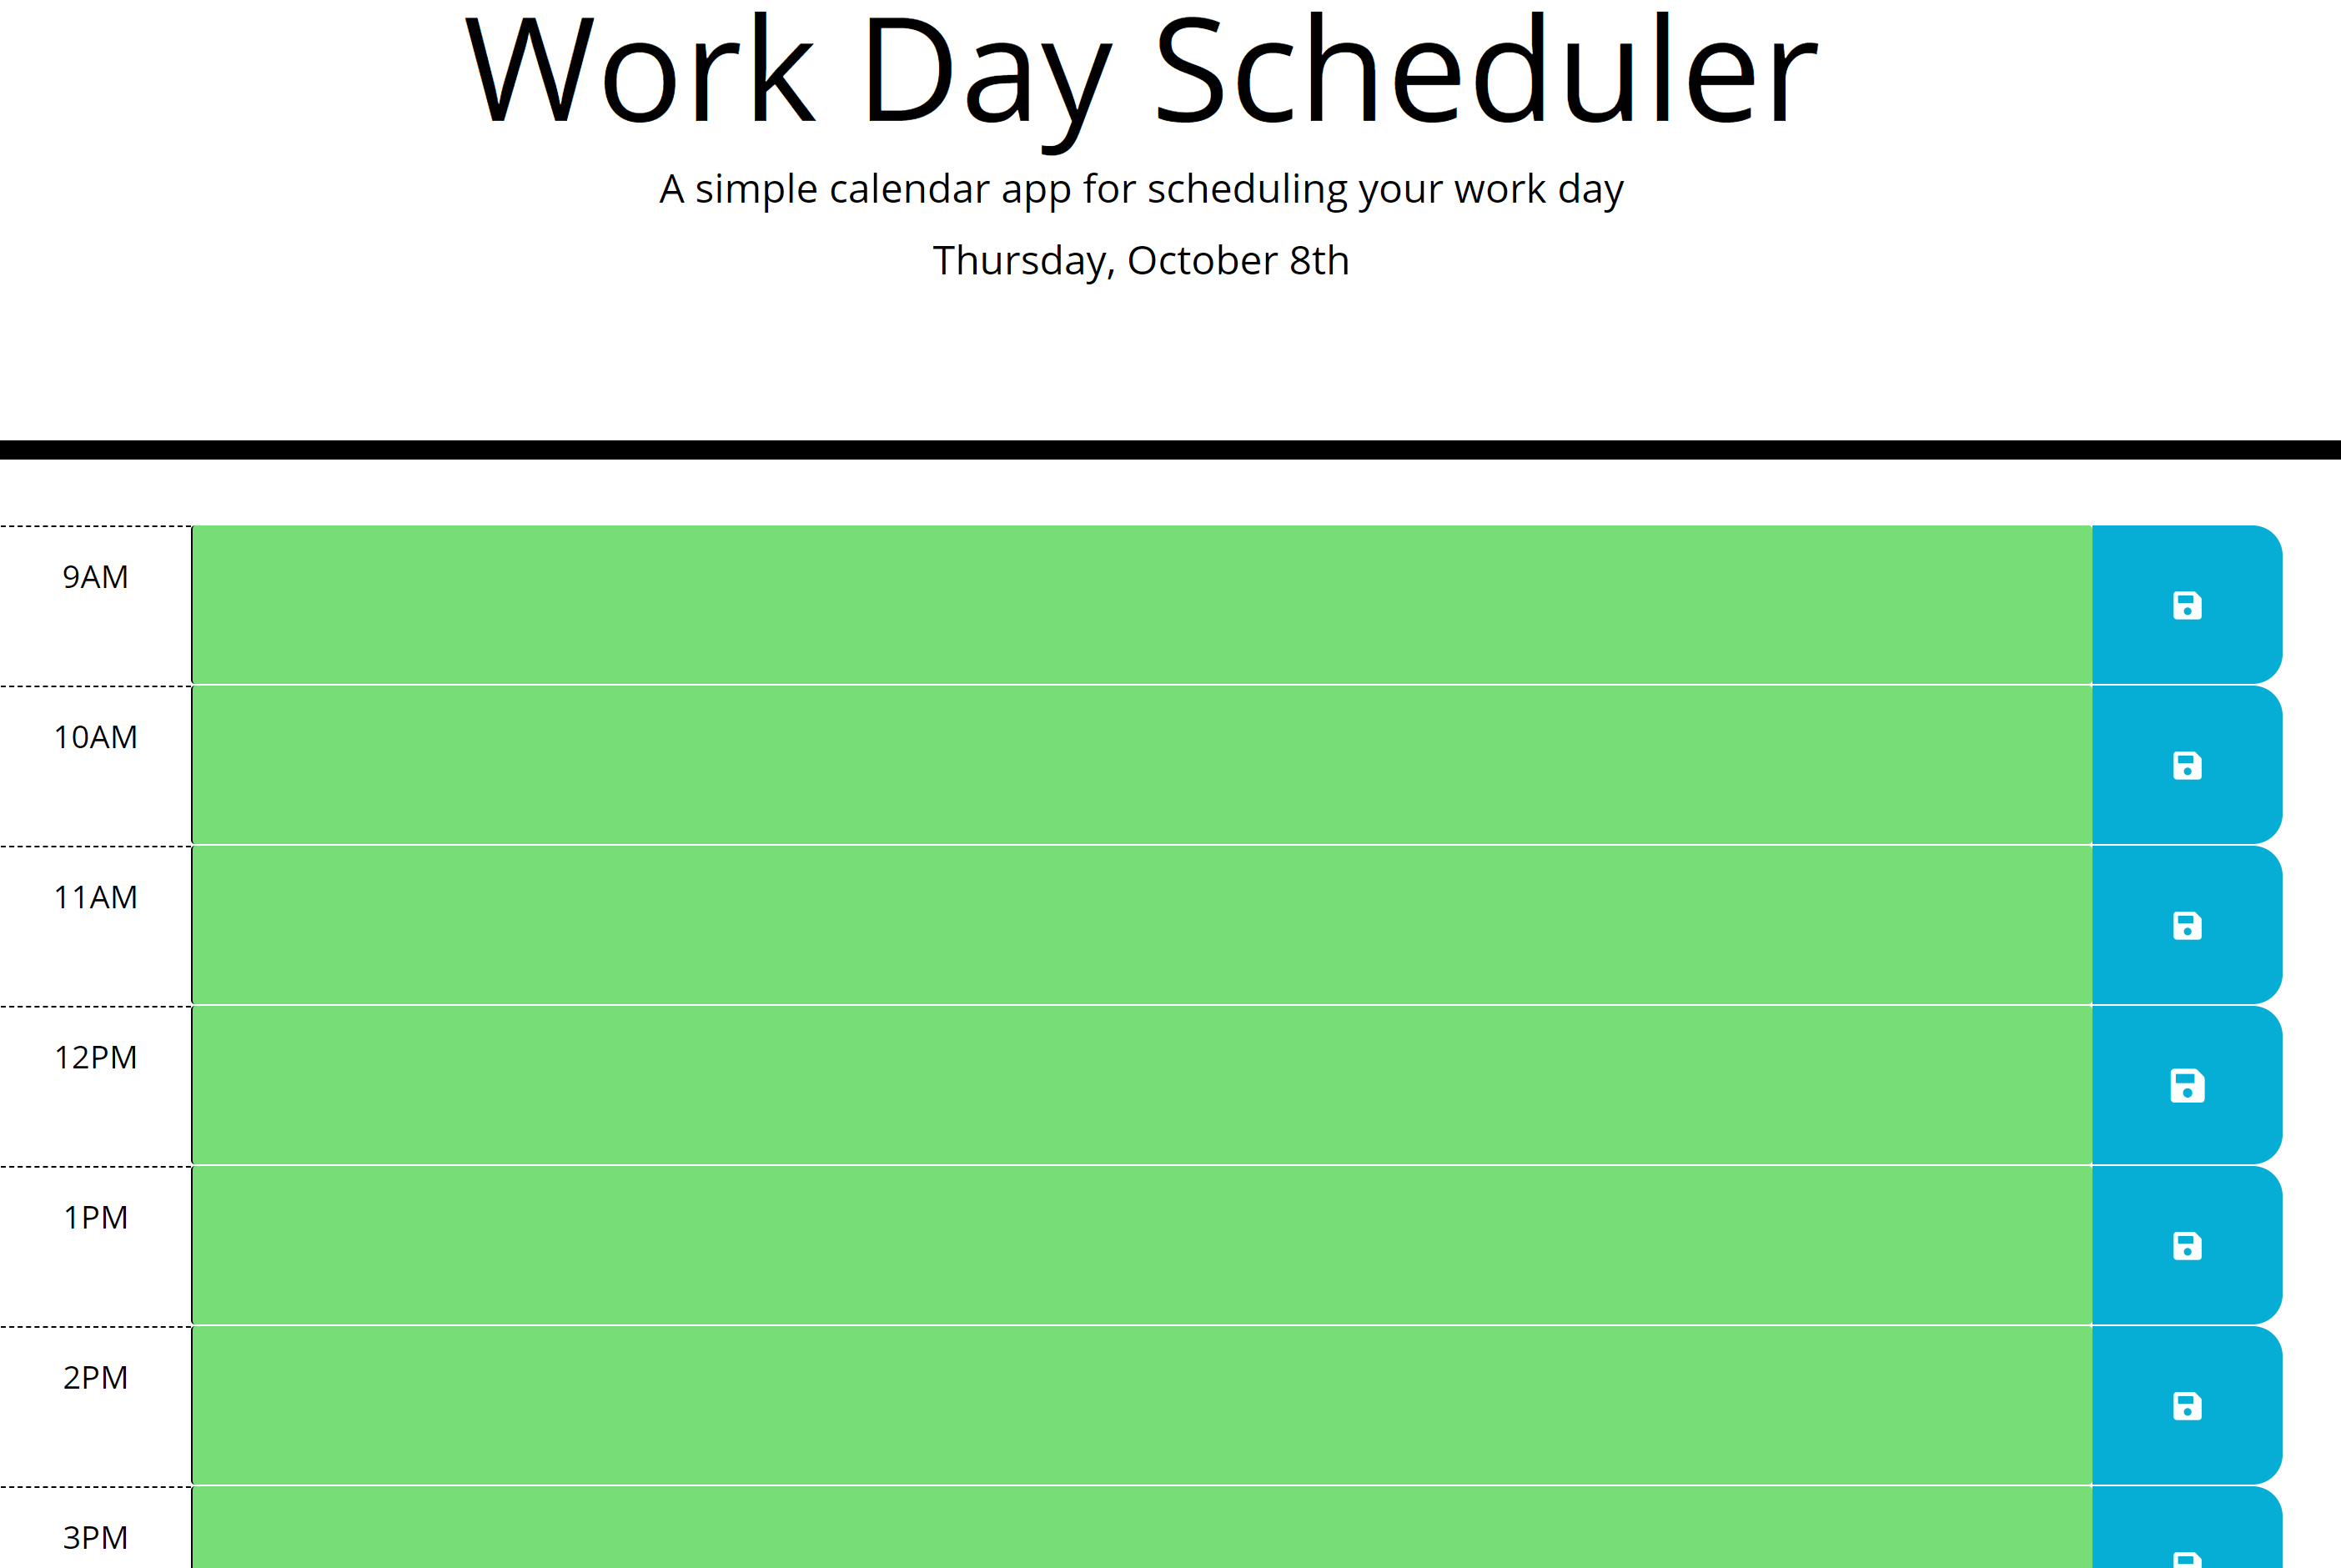 Work Day Scheduler
A simple calendar app for scheduling your work day
Thursday, October 8th
9AM
10AM
11AM
12PM
1PM
2PM
3PM